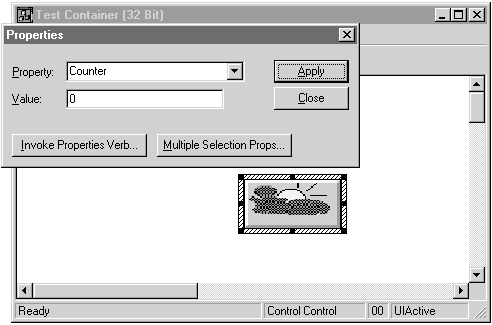 Test Container (32 Bit)
Properties
Property: Counter Apply
Value: 0 Close
Invoke Properties Verb... Multiple Selection Props...
Ready Control Control 00 UIActive